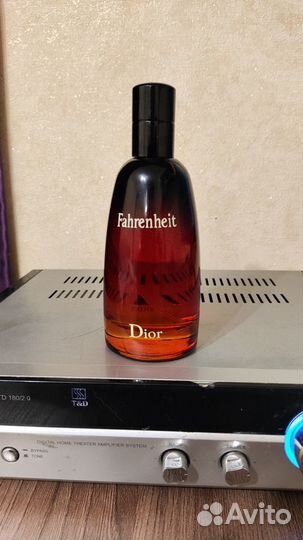 Fahrenheit
Dior
TD 180/2.0
T&D
DIGITAL HOME THEATER AMPLIFIER SYSTEM
BYPASS
TONE
Avito